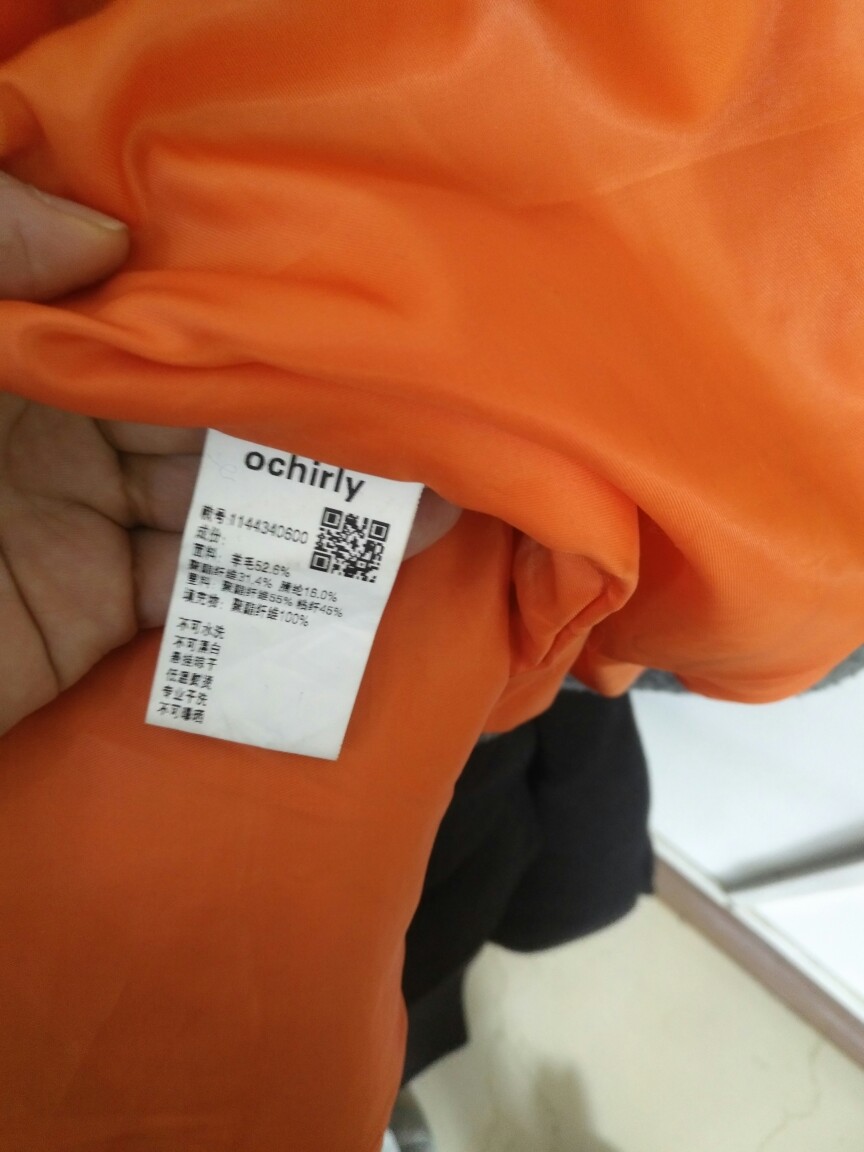 ochirly
款号:1144340600
成份:
面料: 羊毛52.6%
聚酯纤维31.4% 腈纶16.0%
里料: 聚酯纤维55% 粘纤45%
填充物: 聚酯纤维100%
不可水洗
不可漂白
悬挂晾干
低温熨烫
专业干洗
不可曝晒